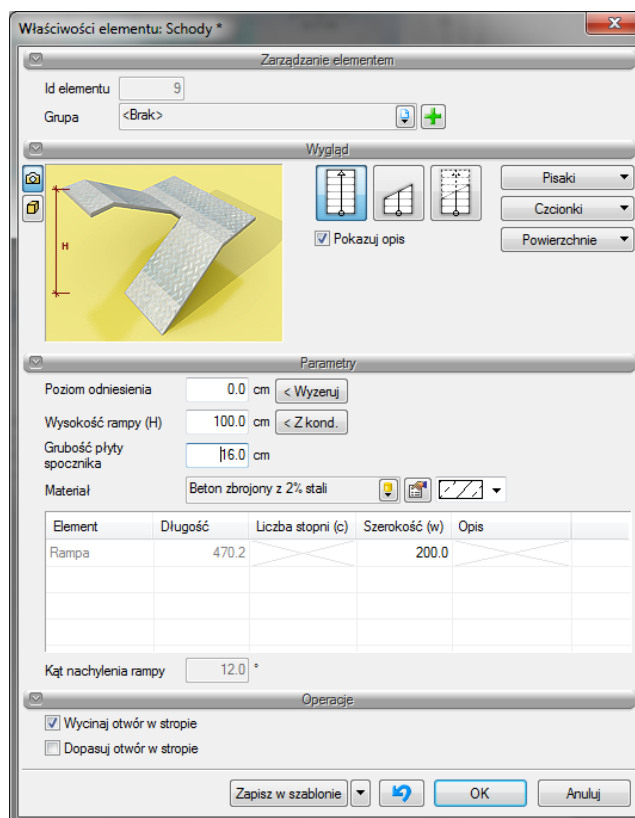 Właściwości elementu: Schody *
Zarządzanie elementem
Id elementu 9
Grupa <Brak>
Wygląd
H
Pokazuj opis
Pisaki
Czcionki
Powierzchnie
Parametry
Poziom odniesienia 0.0 cm < Wyzeruj
Wysokość rampy (H) 100.0 cm < Z kond.
Grubość płyty
spocznika 16.0 cm
Materiał Beton zbrojony z 2% stali
Element Długość Liczba stopni (c) Szerokość (w) Opis
Rampa 470.2 200.0
Kąt nachylenia rampy 12.0 °
Operacje
Wycinaj otwór w stropie
Dopasuj otwór w stropie
Zapisz w szablonie OK Anuluj